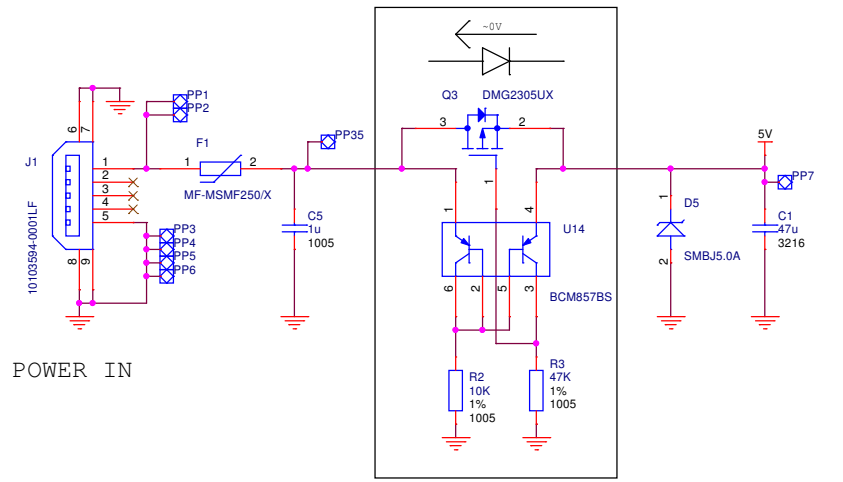 ~0V
Q3 DMG2305UX
PP1
PP2
6
7
3
2
PP35
5V
F1
J1
1
1
2
MF-MSMF250/X
2
3
4
5
1
PP7
PP3
PP4
PP5
PP6
C5
1u
1005
1
4
U14
1
D5
SMBJ5.0A
2
C1
47u
3216
10103594-0001LF
8
9
6
2
5
3
BCM857BS
POWER IN
R2
10K
1%
1005
R3
47K
1%
1005